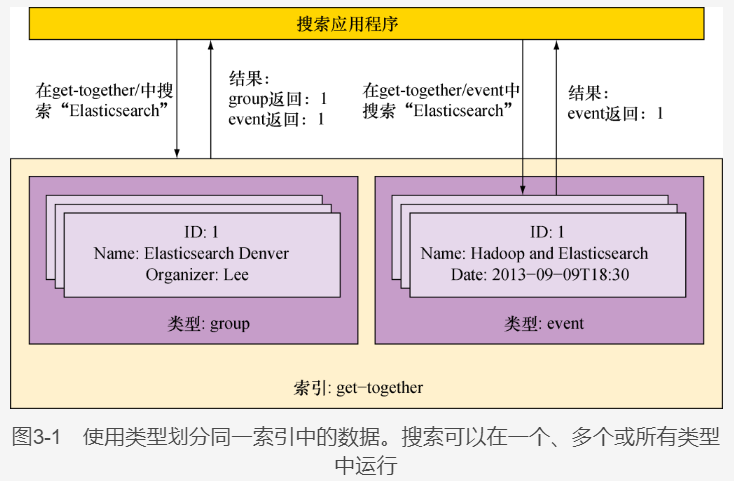 搜索应用程序
在get-together/中搜
索“Elasticsearch”
结果：
group返回：1
event返回：1
在get-together/event中
搜索“Elasticsearch”
结果：
event返回：1
ID: 1
Name: Elasticsearch Denver
Organizer: Lee
类型: group
ID: 1
Name: Hadoop and Elasticsearch
Date: 2013-09-09T18:30
类型: event
索引: get-together
图3-1　使用类型划分同一索引中的数据。搜索可以在一个、多个或所有类型
中运行